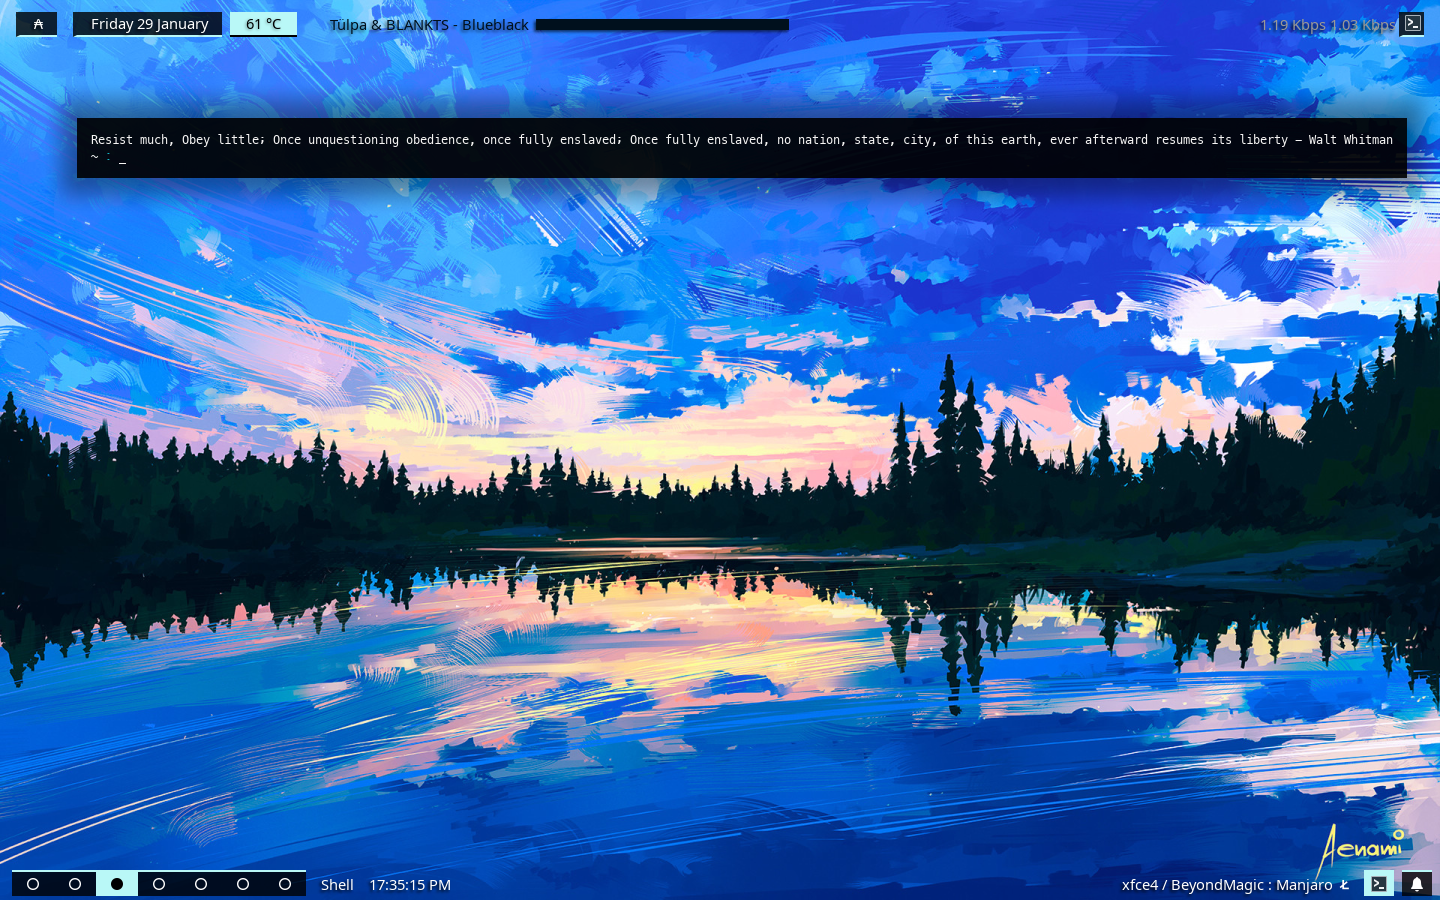 ₳ Friday 29 January 61 °C Tülpa & BLANKTS - Blueblack 1.19 Kbps 1.03 Kbps
Resist much, Obey little; Once unquestioning obedience, once fully enslaved; Once fully enslaved, no nation, state, city, of this earth, ever afterward resumes its liberty — Walt Whitman
~ : _
Aenami
Shell 17:35:15 PM xfce4 / BeyondMagic : Manjaro Ł